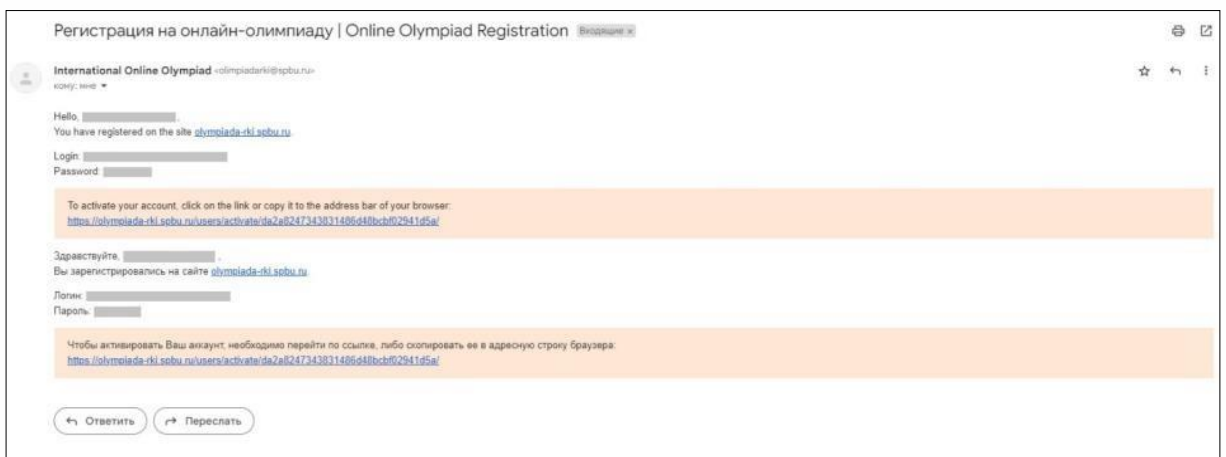 Регистрация на онлайн-олимпиаду | Online Olympiad Registration Входящие x
International Online Olympiad <olimpiadarki@spbu.ru>
кому: мне
Hello, ,
You have registered on the site olympiada-rki.spbu.ru.
Login:
Password:
To activate your account, click on the link or copy it to the address bar of your browser:
https://olympiada-rki.spbu.ru/users/activate/da2a8247343831486d48bcbf02941d5a/
Здравствуйте, ,
Вы зарегистрировались на сайте olympiada-rki.spbu.ru.
Логин:
Пароль:
Чтобы активировать Ваш аккаунт, необходимо перейти по ссылке, либо скопировать ее в адресную строку браузера:
https://olympiada-rki.spbu.ru/users/activate/da2a8247343831486d48bcbf02941d5a/
Ответить Переслать